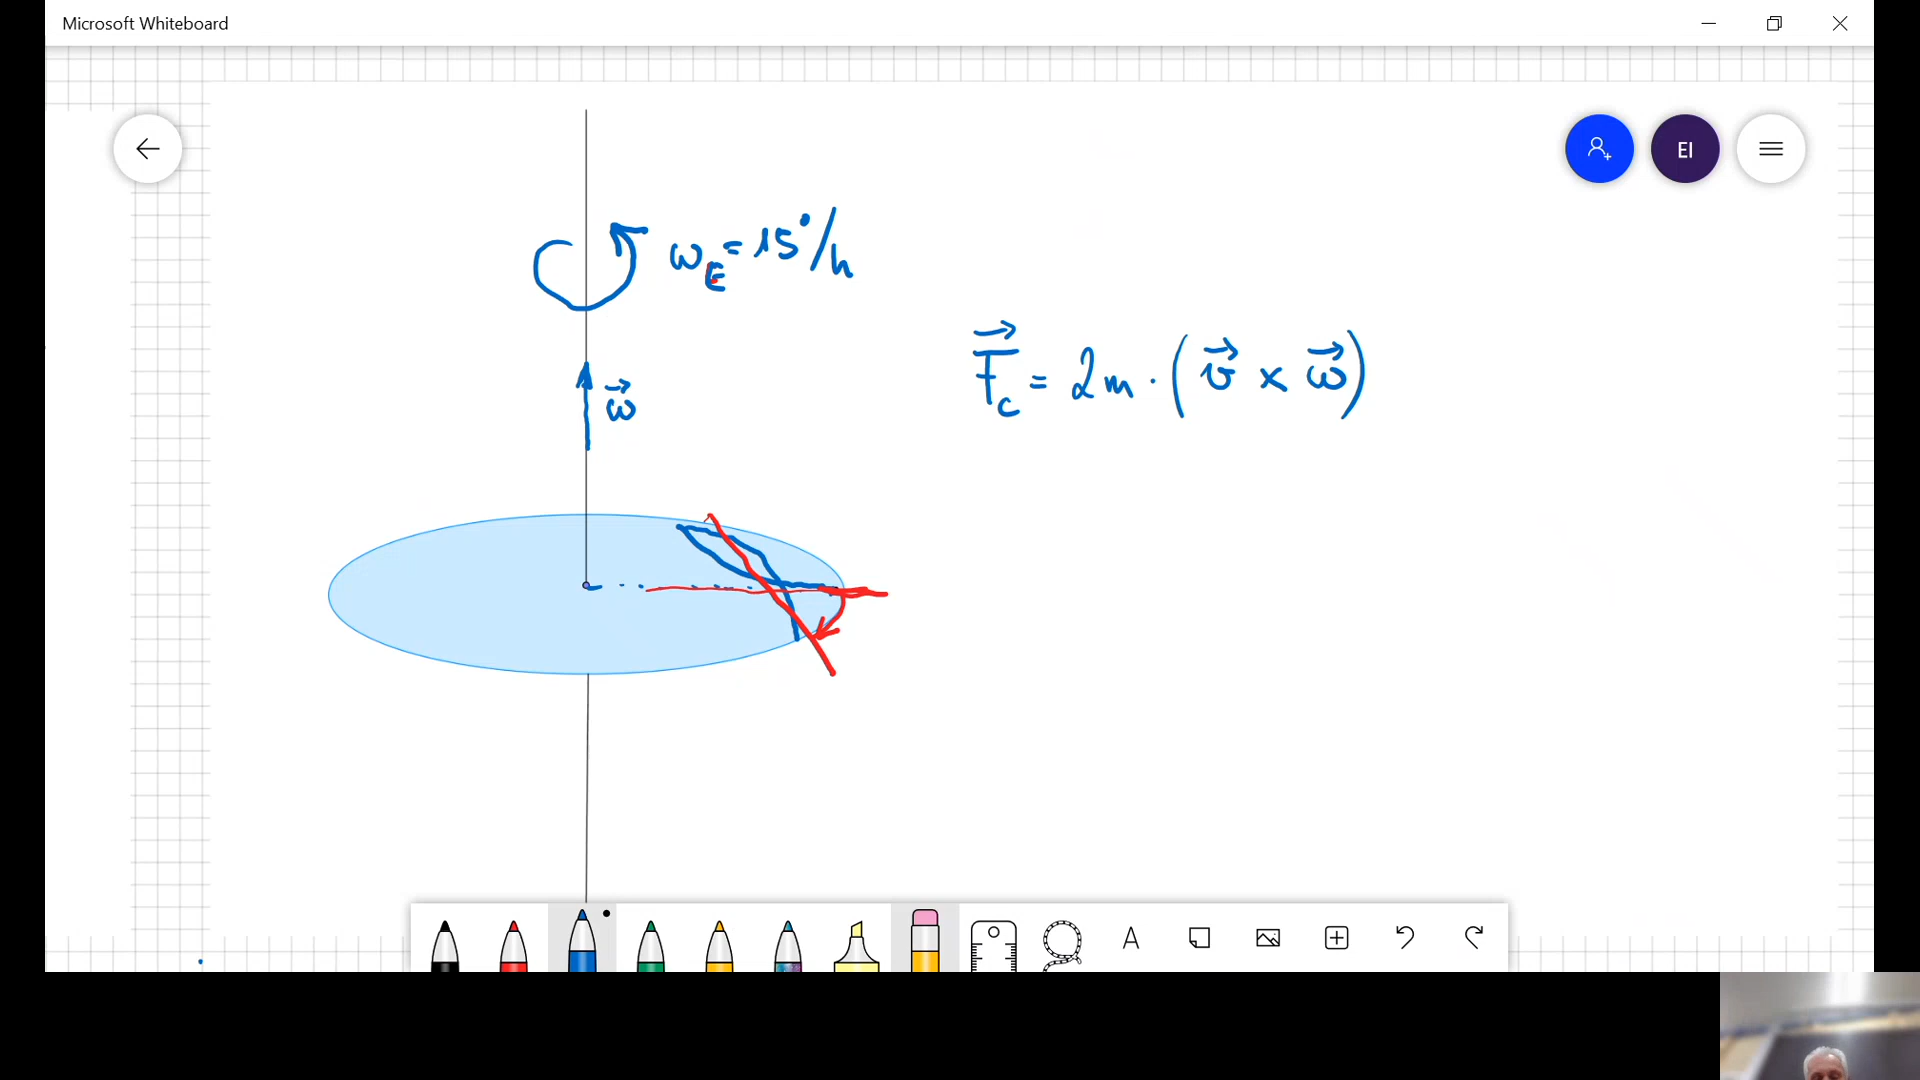 Microsoft Whiteboard
EI
ω_E = 15°/h
F⃗_c = 2m · (v⃗ × ω⃗)
ω⃗
A